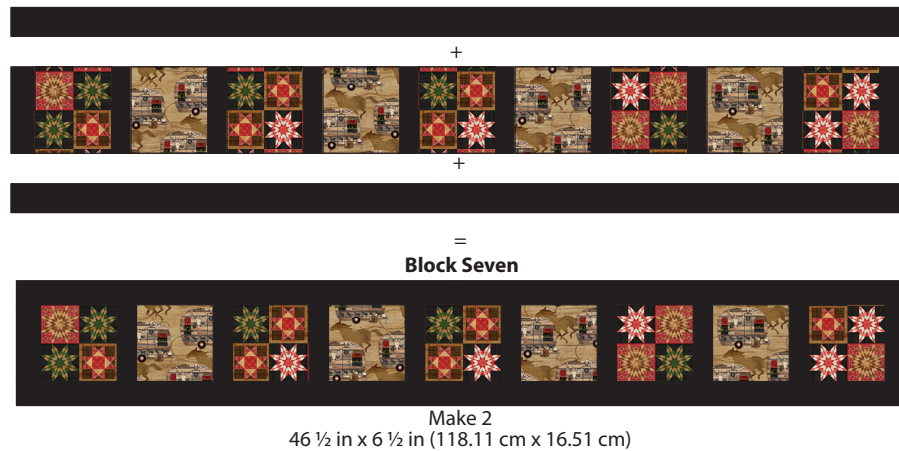 +
+
=
Block Seven
Make 2
46 ½ in x 6 ½ in (118.11 cm x 16.51 cm)